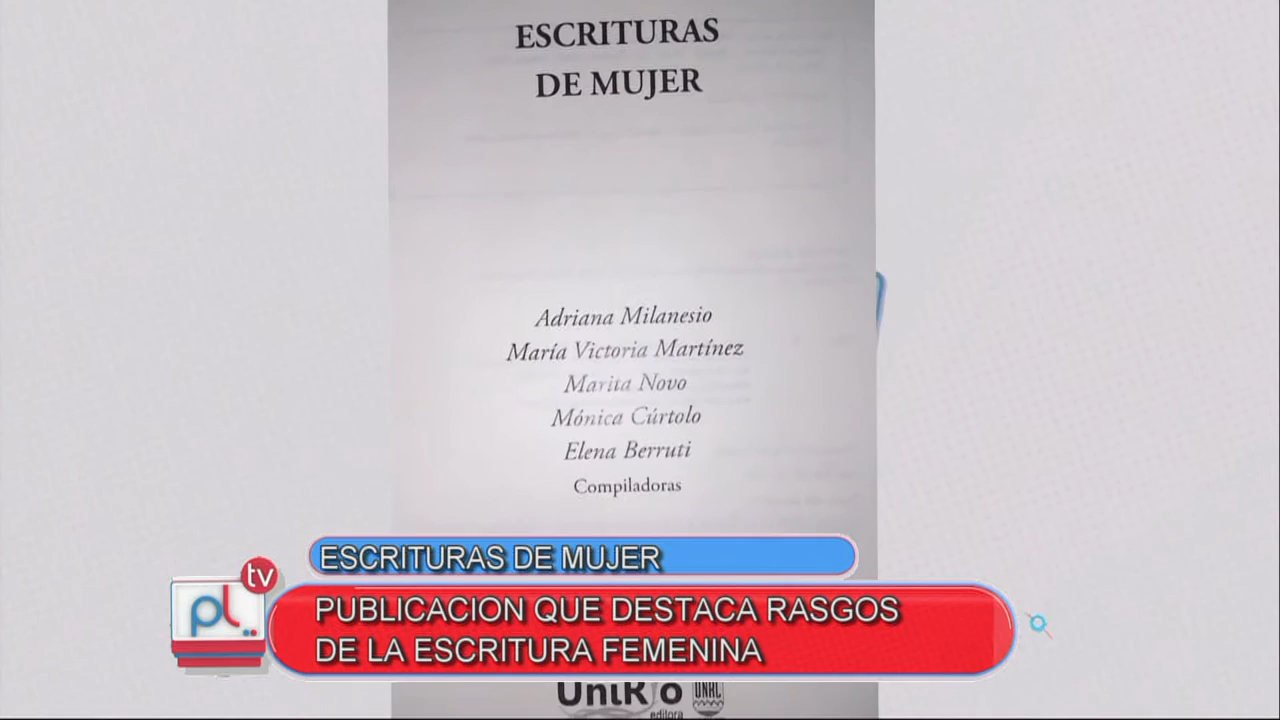 ESCRITURAS
DE MUJER
Adriana Milanesio
María Victoria Martínez
Marita Novo
Mónica Cúrtolo
Elena Berruti
Compiladoras
ESCRITURAS DE MUJER
tv
pl
PUBLICACION QUE DESTACA RASGOS
DE LA ESCRITURA FEMENINA
UniRío
editora